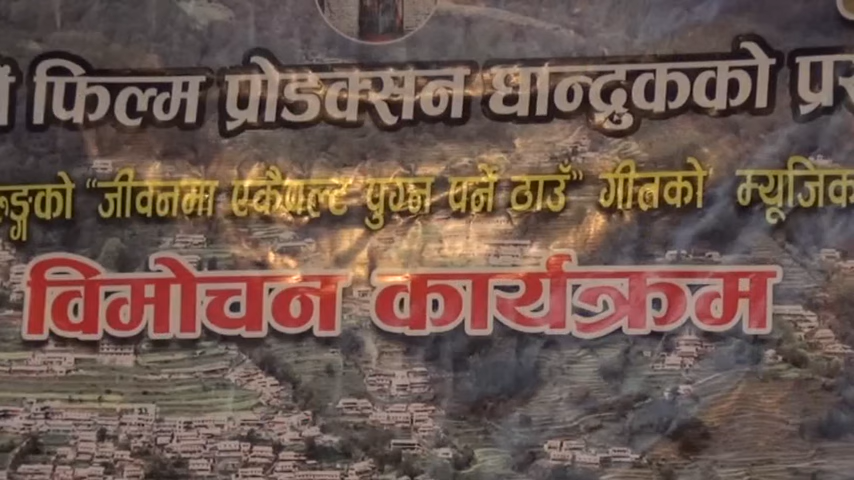 फिल्म प्रोडक्सन धान्दुकको
"जीवनमा एकैपल्ट पुग्न पर्ने ठाउँ" गीतको म्यूजिक
विमोचन कार्यक्रम